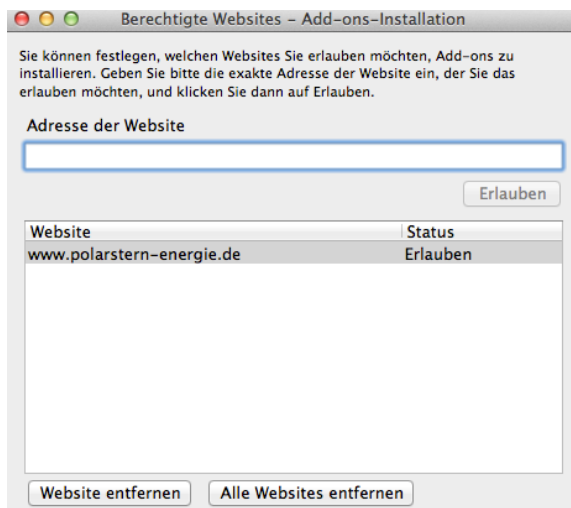 Berechtigte Websites – Add-ons-Installation
Sie können festlegen, welchen Websites Sie erlauben möchten, Add-ons zu
installieren. Geben Sie bitte die exakte Adresse der Website ein, der Sie das
erlauben möchten, und klicken Sie dann auf Erlauben.
Adresse der Website
Erlauben
Website Status
www.polarstern-energie.de Erlauben
Website entfernen Alle Websites entfernen